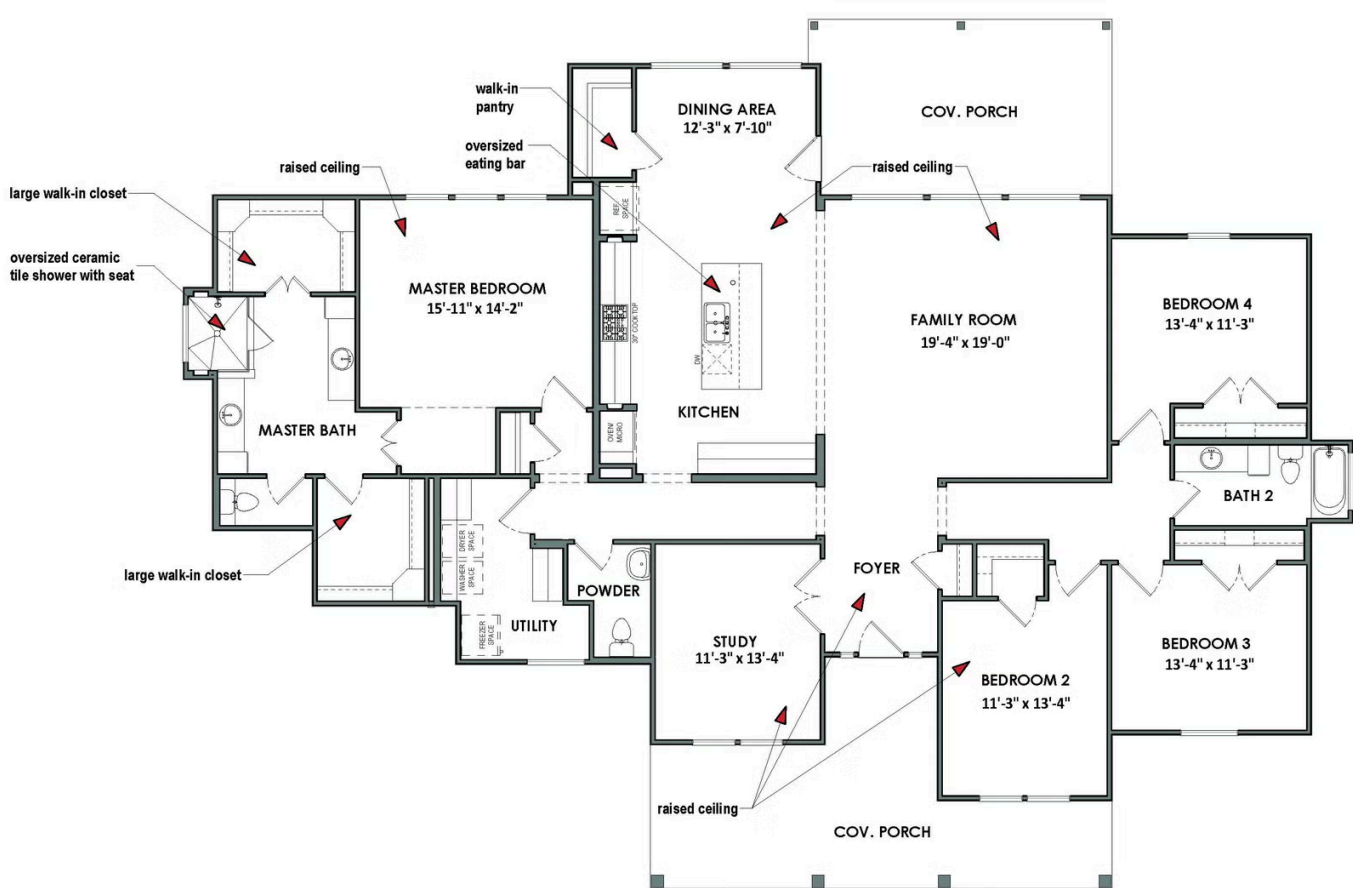 walk-in
pantry
DINING AREA
12'-3" x 7'-10"
COV. PORCH
oversized
eating bar
raised ceiling
raised ceiling
large walk-in closet
REF.
SPACE
oversized ceramic
tile shower with seat
MASTER BEDROOM
15'-11" x 14'-2"
BEDROOM 4
13'-4" x 11'-3"
30" COOK TOP
FAMILY ROOM
19'-4" x 19'-0"
DW
KITCHEN
MASTER BATH
OVEN/
MICRO
BATH 2
DRYER
SPACE
WASHER
SPACE
large walk-in closet
POWDER
FOYER
UTILITY
FREEZER
SPACE
STUDY
11'-3" x 13'-4"
BEDROOM 3
13'-4" x 11'-3"
BEDROOM 2
11'-3" x 13'-4"
raised ceiling
COV. PORCH